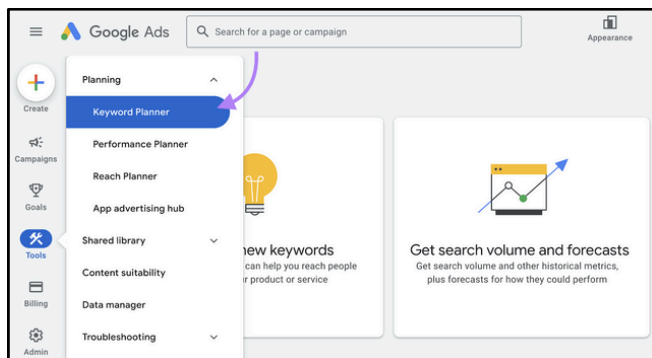 Google Ads
Search for a page or campaign
Appearance
Create
Campaigns
Goals
Tools
Billing
Admin
Planning
Keyword Planner
Performance Planner
Reach Planner
App advertising hub
Shared library
Content suitability
Data manager
Troubleshooting
new keywords
can help you reach people
product or service
Get search volume and forecasts
Get search volume and other historical metrics,
plus forecasts for how they could perform